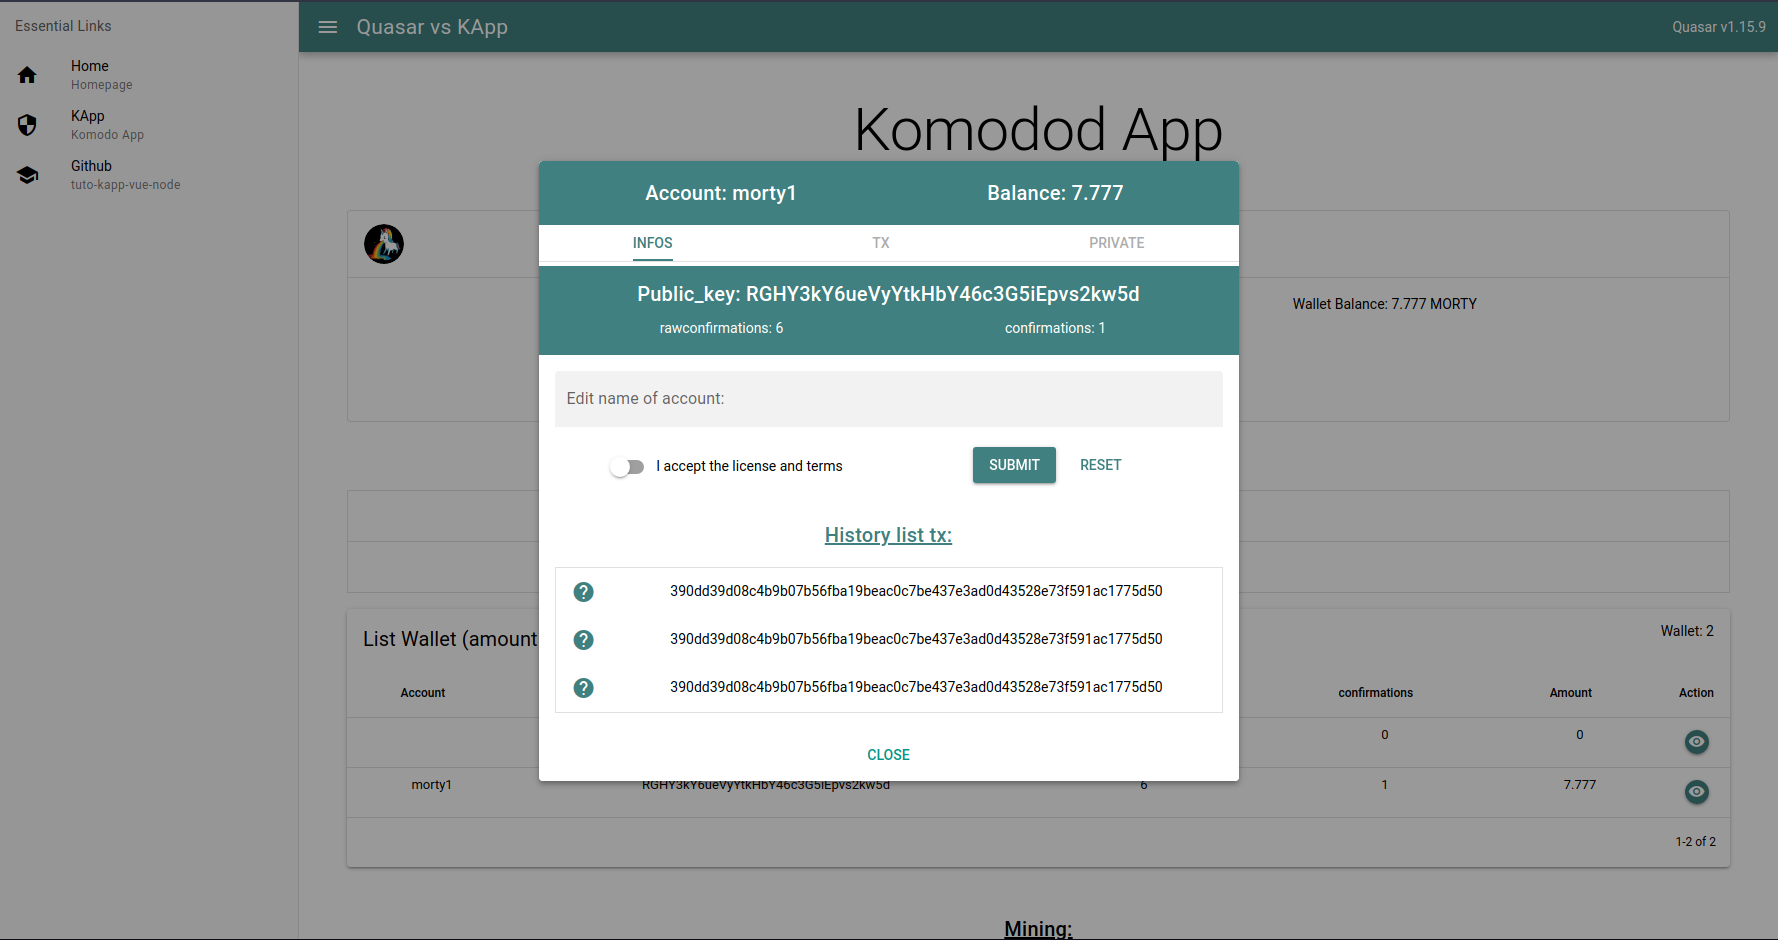 Essential Links
Home
Homepage
KApp
Komodo App
Github
tuto-kapp-vue-node
Quasar vs KApp
Quasar v1.15.9
Komodod App
Account: morty1
Balance: 7.777
INFOS
TX
PRIVATE
Public_key: RGHY3kY6ueVyYtkHbY46c3G5iEpvs2kw5d
rawconfirmations: 6
confirmations: 1
Wallet Balance: 7.777 MORTY
Edit name of account:
I accept the license and terms
SUBMIT
RESET
History list tx:
390dd39d08c4b9b07b56fba19beac0c7be437e3ad0d43528e73f591ac1775d50
390dd39d08c4b9b07b56fba19beac0c7be437e3ad0d43528e73f591ac1775d50
390dd39d08c4b9b07b56fba19beac0c7be437e3ad0d43528e73f591ac1775d50
CLOSE
List Wallet (amount
Wallet: 2
Account
confirmations
Amount
Action
0
0
morty1
RGHY3kY6ueVyYtkHbY46c3G5iEpvs2kw5d
6
1
7.777
1-2 of 2
Mining: